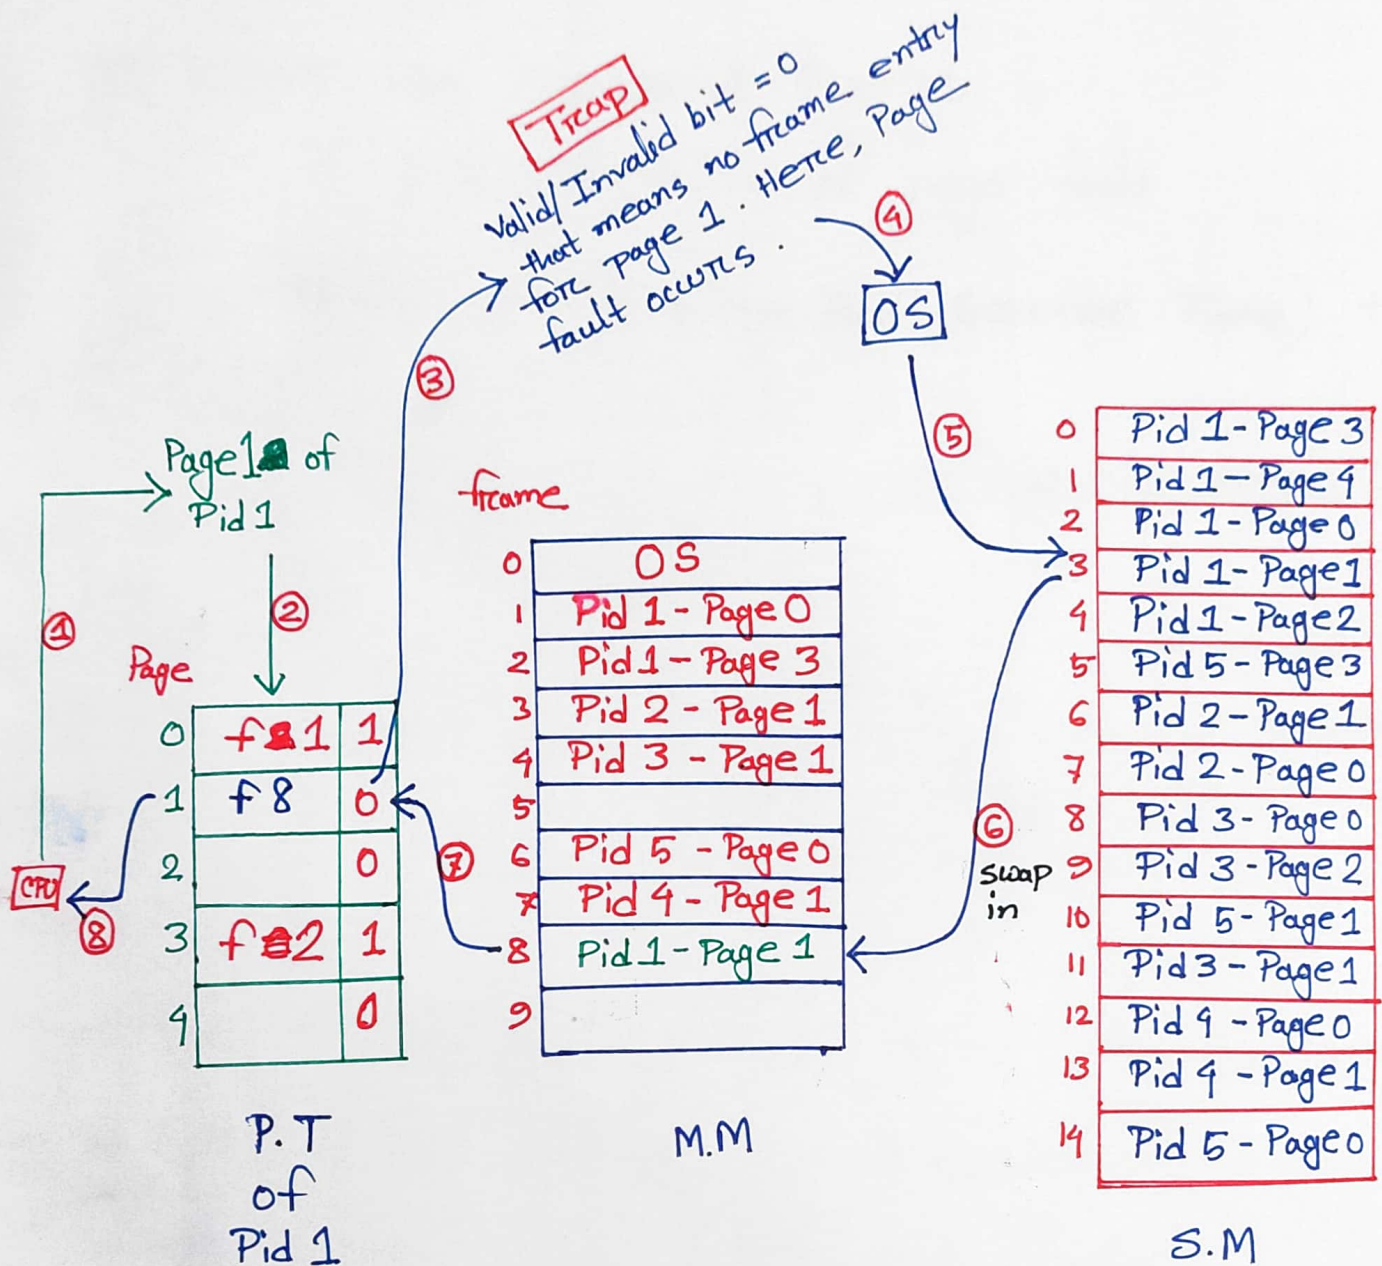 Trap
Valid/Invalid bit = 0
that means no frame entry
for page 1. Here, Page
fault occurs.
4
OS
3
5
Page 1 of
Pid 1
1
2
Page
0 f 1 1
1 f 8 0
2 0
3 f 2 1
4 0
CPU
8
7
P.T
of
Pid 1
frame
0 OS
1 Pid 1 - Page 0
2 Pid 1 - Page 3
3 Pid 2 - Page 1
4 Pid 3 - Page 1
5
6 Pid 5 - Page 0
7 Pid 4 - Page 1
8 Pid 1 - Page 1
9
M.M
6
swap
in
0 Pid 1 - Page 3
1 Pid 1 - Page 4
2 Pid 1 - Page 0
3 Pid 1 - Page 1
4 Pid 1 - Page 2
5 Pid 5 - Page 3
6 Pid 2 - Page 1
7 Pid 2 - Page 0
8 Pid 3 - Page 0
9 Pid 3 - Page 2
10 Pid 5 - Page 1
11 Pid 3 - Page 1
12 Pid 4 - Page 0
13 Pid 4 - Page 1
14 Pid 5 - Page 0
S.M